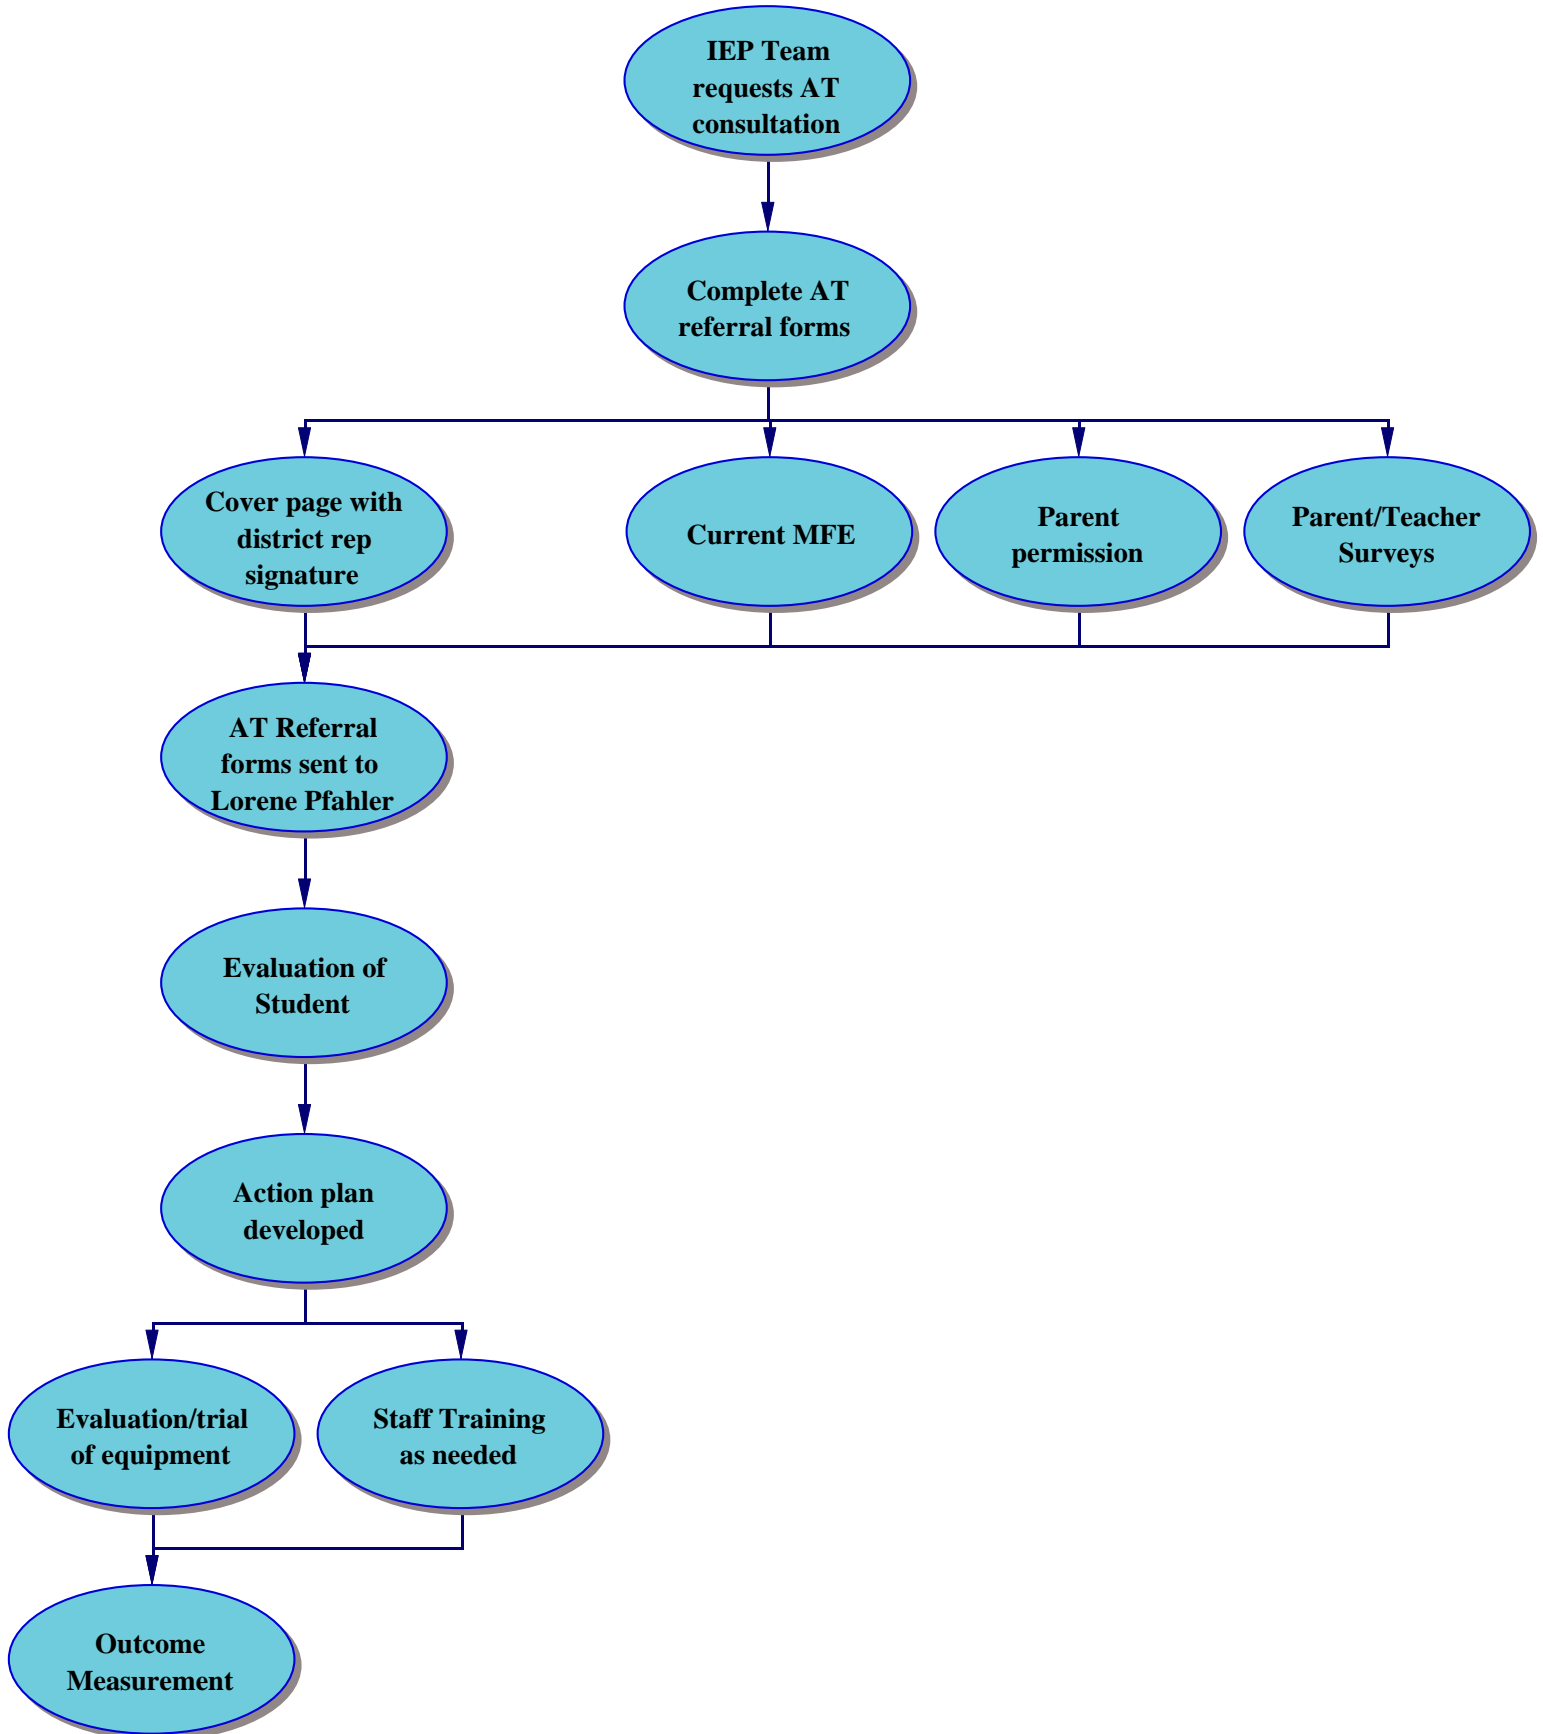 IEP Team
requests AT
consultation
Complete AT
referral forms
Cover page with
district rep
signature
Current MFE
Parent
permission
Parent/Teacher
Surveys
AT Referral
forms sent to
Lorene Pfahler
Evaluation of
Student
Action plan
developed
Evaluation/trial
of equipment
Staff Training
as needed
Outcome
Measurement